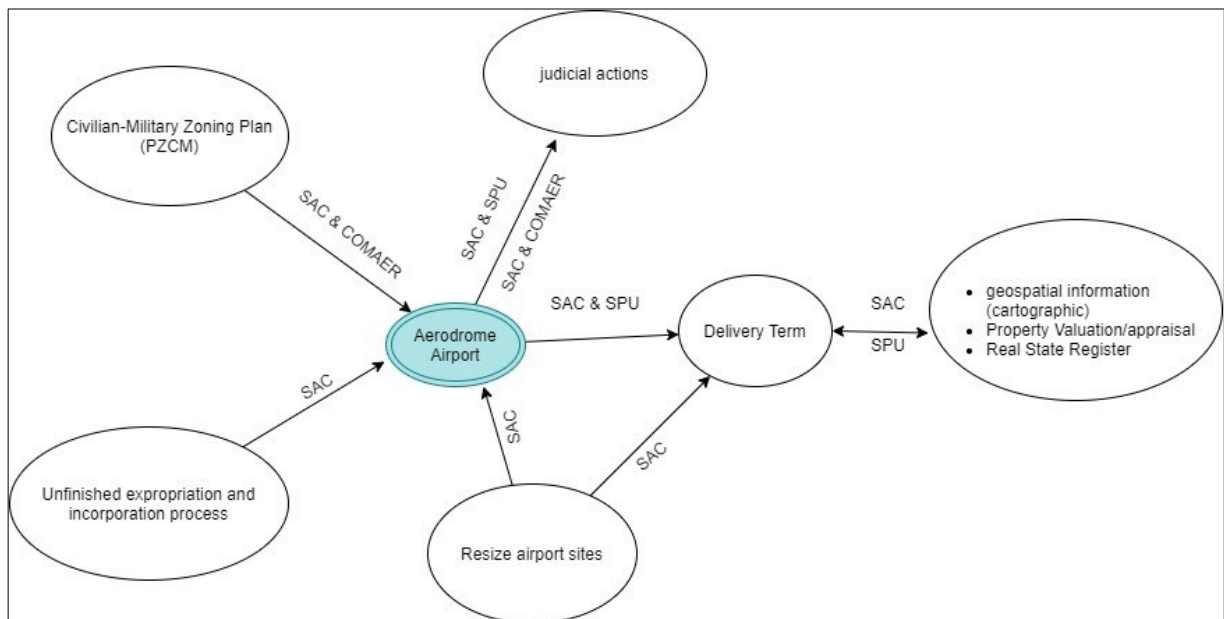 judicial actions
Civilian-Military Zoning Plan
(PZCM)
SAC & COMAER
SAC & SPU
SAC & COMAER
SAC & SPU
Aerodrome
Airport
Delivery Term
SAC
SPU
• geospatial information
(cartographic)
• Property Valuation/appraisal
• Real State Register
SAC
SAC
SAC
Unfinished expropriation and
incorporation process
Resize airport sites